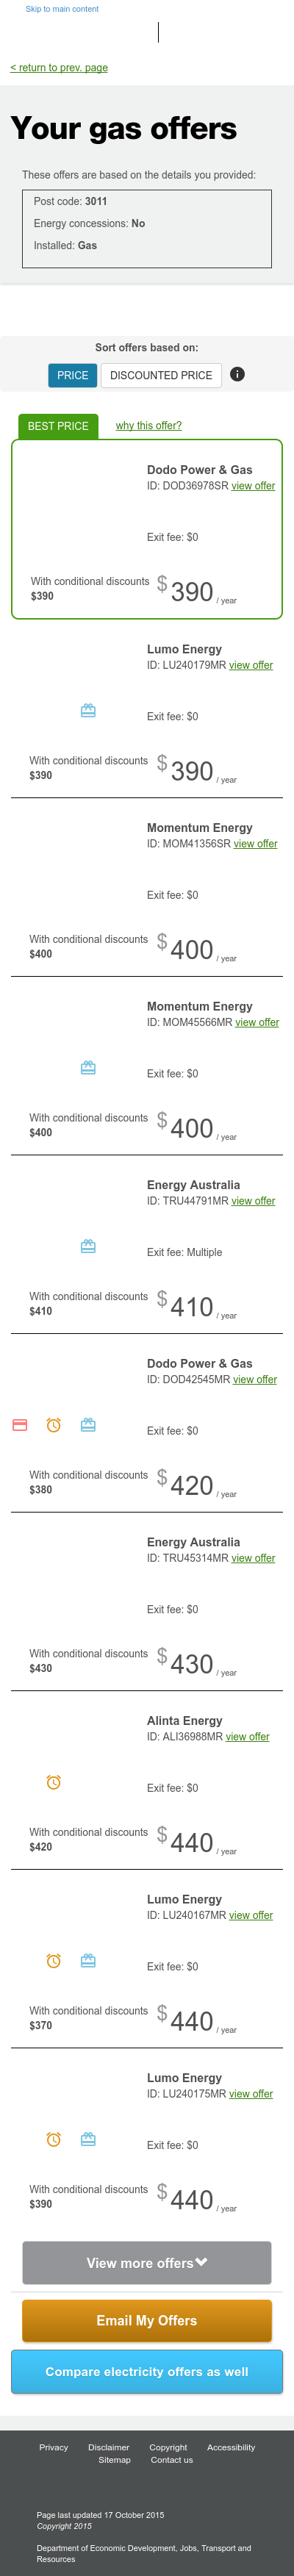 Skip to main content
< return to prev. page
Your gas offers
These offers are based on the details you provided:
Post code: 3011
Energy concessions: No
Installed: Gas
Sort offers based on:
PRICE DISCOUNTED PRICE
BEST PRICE why this offer?
Dodo Power & Gas
ID: DOD36978SR view offer
Exit fee: $0
With conditional discounts
$390
$ 390 / year
Lumo Energy
ID: LU240179MR view offer
Exit fee: $0
With conditional discounts
$390
$ 390 / year
Momentum Energy
ID: MOM41356SR view offer
Exit fee: $0
With conditional discounts
$400
$ 400 / year
Momentum Energy
ID: MOM45566MR view offer
Exit fee: $0
With conditional discounts
$400
$ 400 / year
Energy Australia
ID: TRU44791MR view offer
Exit fee: Multiple
With conditional discounts
$410
$ 410 / year
Dodo Power & Gas
ID: DOD42545MR view offer
Exit fee: $0
With conditional discounts
$380
$ 420 / year
Energy Australia
ID: TRU45314MR view offer
Exit fee: $0
With conditional discounts
$430
$ 430 / year
Alinta Energy
ID: ALI36988MR view offer
Exit fee: $0
With conditional discounts
$420
$ 440 / year
Lumo Energy
ID: LU240167MR view offer
Exit fee: $0
With conditional discounts
$370
$ 440 / year
Lumo Energy
ID: LU240175MR view offer
Exit fee: $0
With conditional discounts
$390
$ 440 / year
View more offers
Email My Offers
Compare electricity offers as well
Privacy Disclaimer Copyright Accessibility
Sitemap Contact us
Page last updated 17 October 2015
Copyright 2015
Department of Economic Development, Jobs, Transport and
Resources